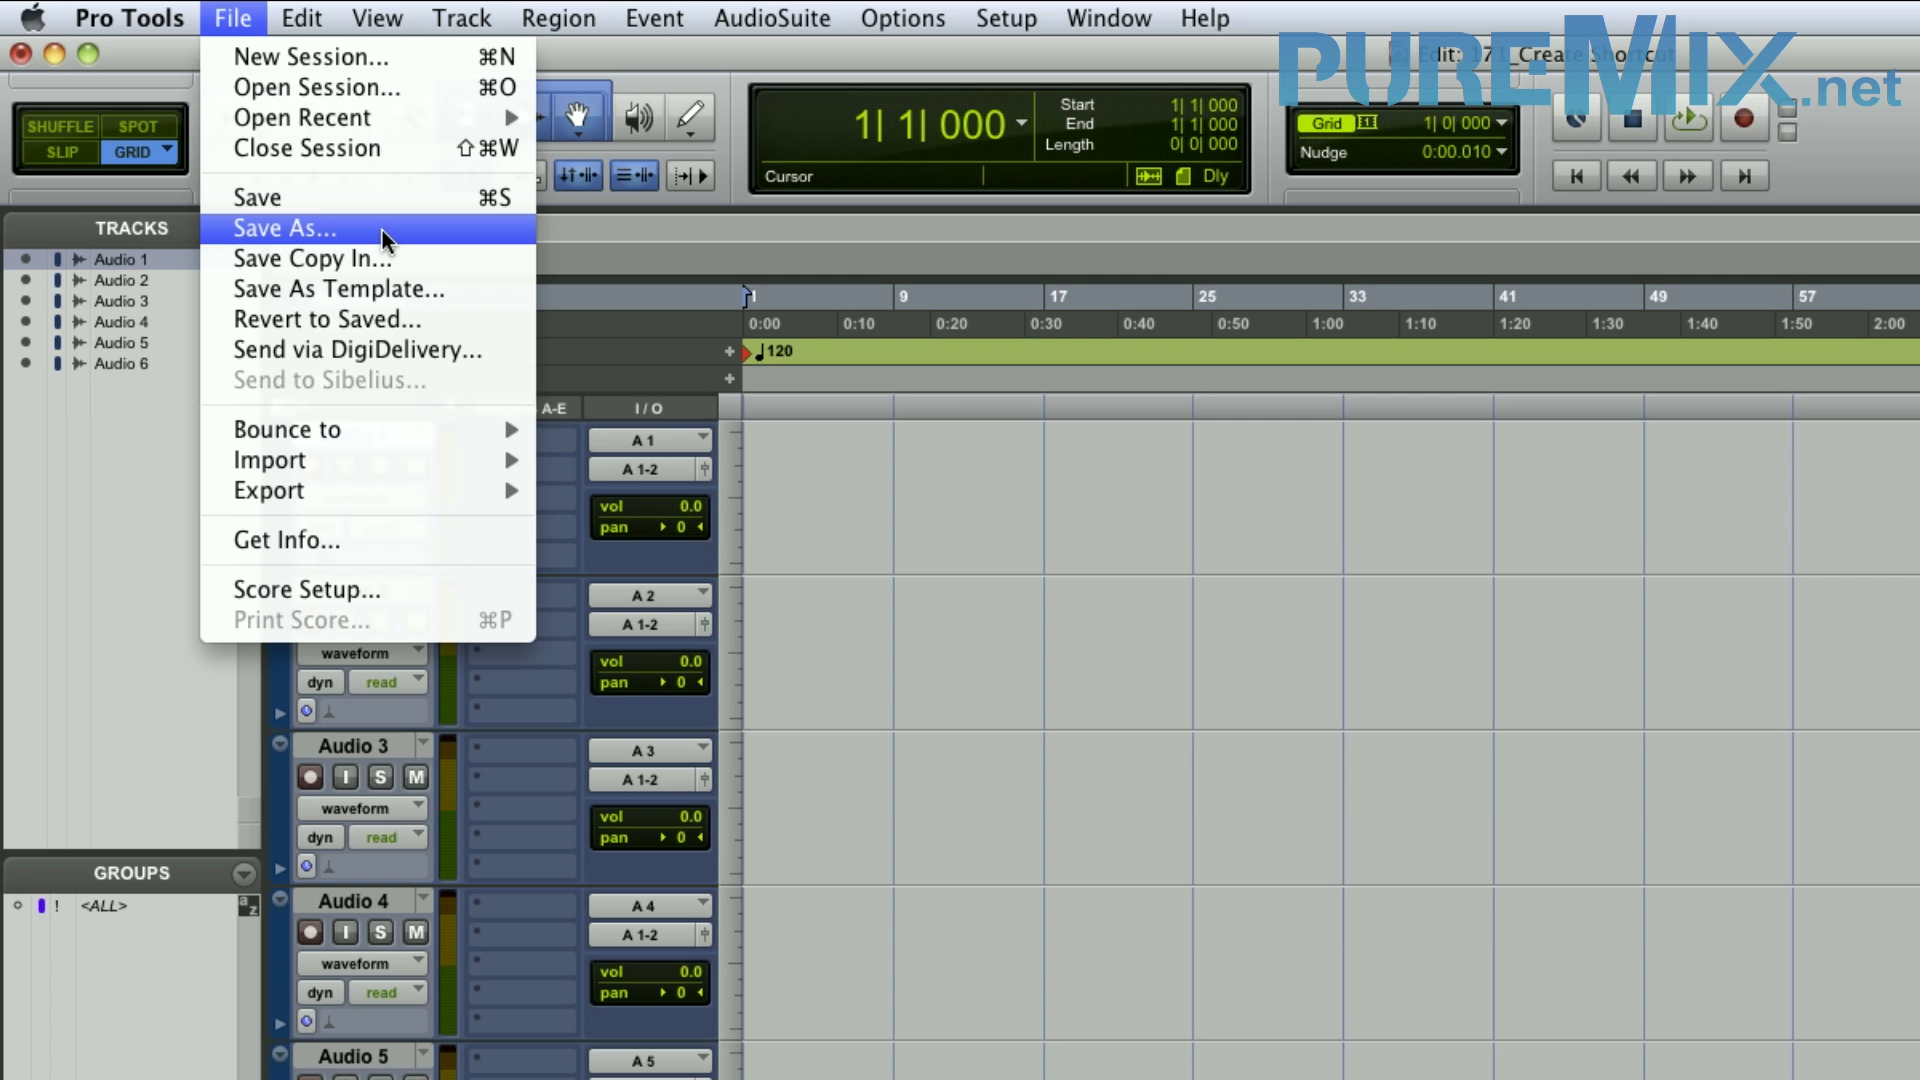 Pro Tools File Edit View Track Region Event AudioSuite Options Setup Window Help
Edit: 171_Create Shortcut
PUREMIX.net
New Session... ⌘N
Open Session... ⌘O
Open Recent
Close Session ⇧⌘W
Save ⌘S
Save As...
Save Copy In...
Save As Template...
Revert to Saved...
Send via DigiDelivery...
Send to Sibelius...
Bounce to
Import
Export
Get Info...
Score Setup...
Print Score... ⌘P
SHUFFLE SPOT
SLIP GRID
1| 1| 000
Start 1| 1| 000
End 1| 1| 000
Length 0| 0| 000
Cursor
Dly
Grid 1| 0| 000
Nudge 0:00.010
TRACKS
Audio 1
Audio 2
Audio 3
Audio 4
Audio 5
Audio 6
1 9 17 25 33 41 49 57
0:00 0:10 0:20 0:30 0:40 0:50 1:00 1:10 1:20 1:30 1:40 1:50 2:00
120
A-E I / O
A 1
A 1-2
vol 0.0
pan 0
A 2
A 1-2
vol 0.0
pan 0
waveform
dyn read
Audio 3
I S M
waveform
dyn read
A 3
A 1-2
vol 0.0
pan 0
Audio 4
I S M
waveform
dyn read
A 4
A 1-2
vol 0.0
pan 0
Audio 5
A 5
GROUPS
! <ALL>
a z